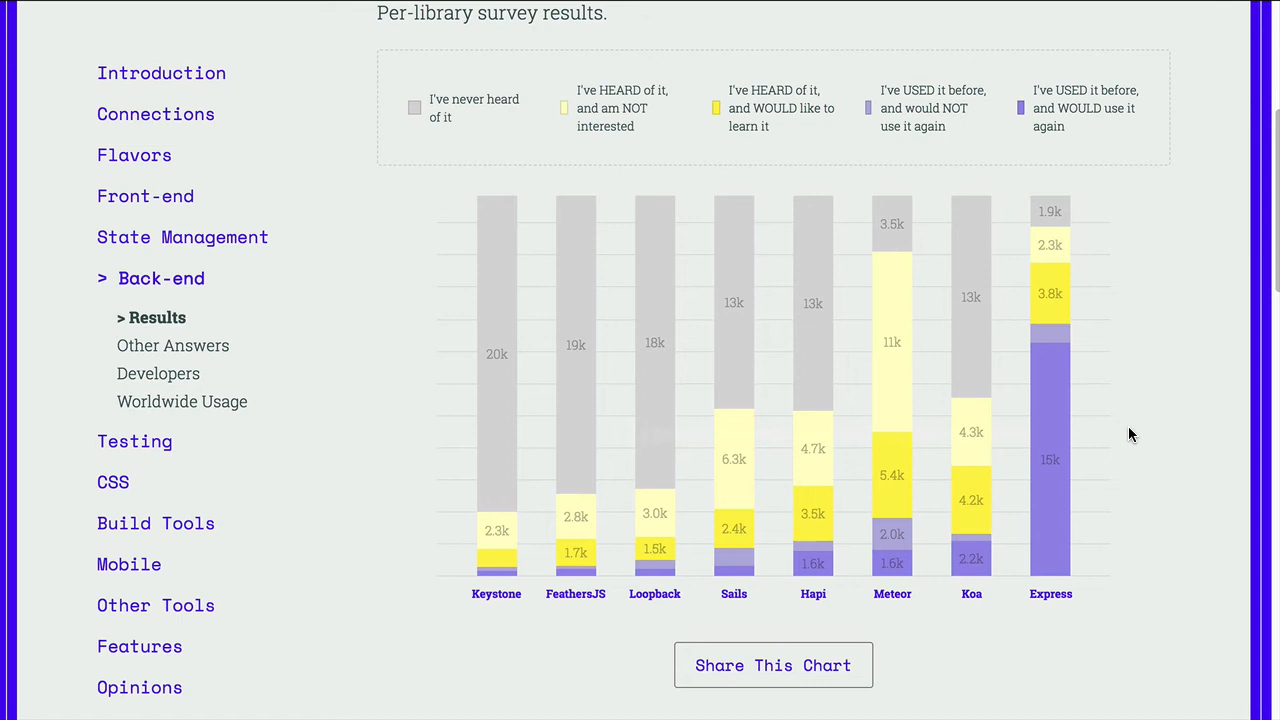 Per-library survey results.
Introduction
Connections
Flavors
Front-end
State Management
> Back-end
> Results
Other Answers
Developers
Worldwide Usage
Testing
CSS
Build Tools
Mobile
Other Tools
Features
Opinions
I've never heard
of it
I've HEARD of it,
and am NOT
interested
I've HEARD of it,
and WOULD like to
learn it
I've USED it before,
and would NOT
use it again
I've USED it before,
and WOULD use it
again
20k
2.3k
19k
2.8k
1.7k
18k
3.0k
1.5k
13k
6.3k
2.4k
13k
4.7k
3.5k
1.6k
3.5k
11k
5.4k
2.0k
1.6k
13k
4.3k
4.2k
2.2k
1.9k
2.3k
3.8k
15k
Keystone
FeathersJS
Loopback
Sails
Hapi
Meteor
Koa
Express
Share This Chart